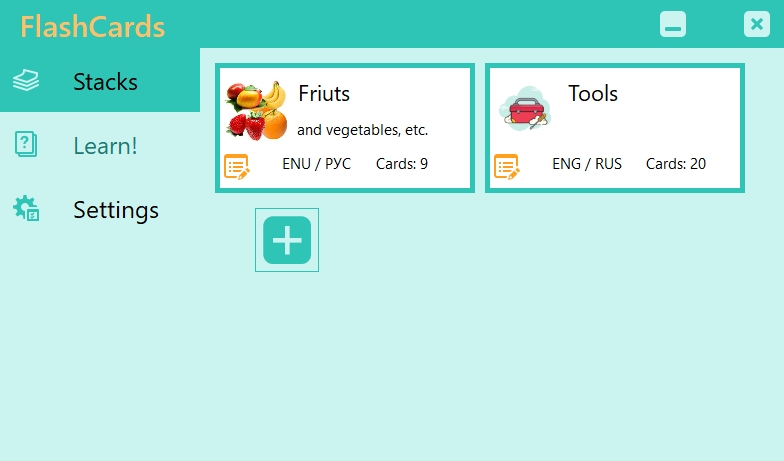 FlashCards
Stacks
Learn!
Settings
Friuts
and vegetables, etc.
ENU / РУС Cards: 9
Tools
ENG / RUS Cards: 20